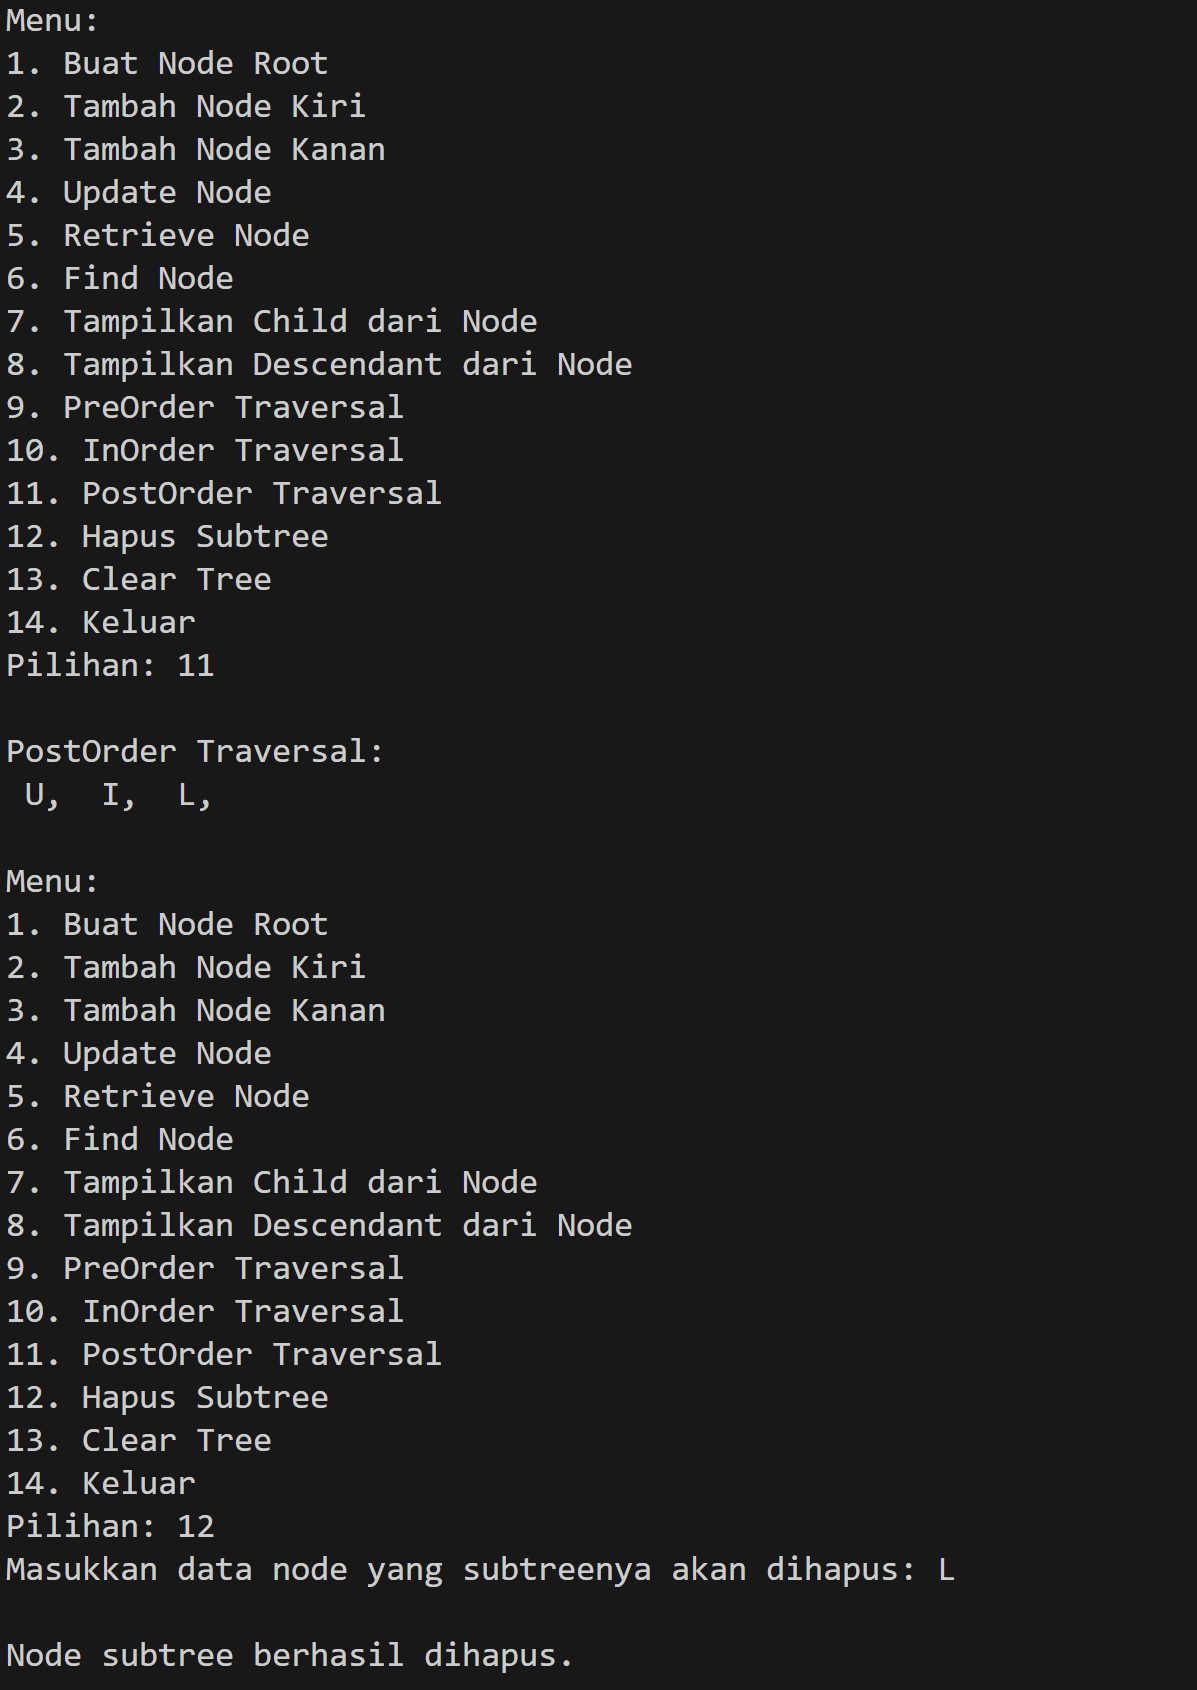 Menu:
1. Buat Node Root
2. Tambah Node Kiri
3. Tambah Node Kanan
4. Update Node
5. Retrieve Node
6. Find Node
7. Tampilkan Child dari Node
8. Tampilkan Descendant dari Node
9. PreOrder Traversal
10. InOrder Traversal
11. PostOrder Traversal
12. Hapus Subtree
13. Clear Tree
14. Keluar
Pilihan: 11
PostOrder Traversal:
 U,  I,  L,
Menu:
1. Buat Node Root
2. Tambah Node Kiri
3. Tambah Node Kanan
4. Update Node
5. Retrieve Node
6. Find Node
7. Tampilkan Child dari Node
8. Tampilkan Descendant dari Node
9. PreOrder Traversal
10. InOrder Traversal
11. PostOrder Traversal
12. Hapus Subtree
13. Clear Tree
14. Keluar
Pilihan: 12
Masukkan data node yang subtreenya akan dihapus: L
Node subtree berhasil dihapus.